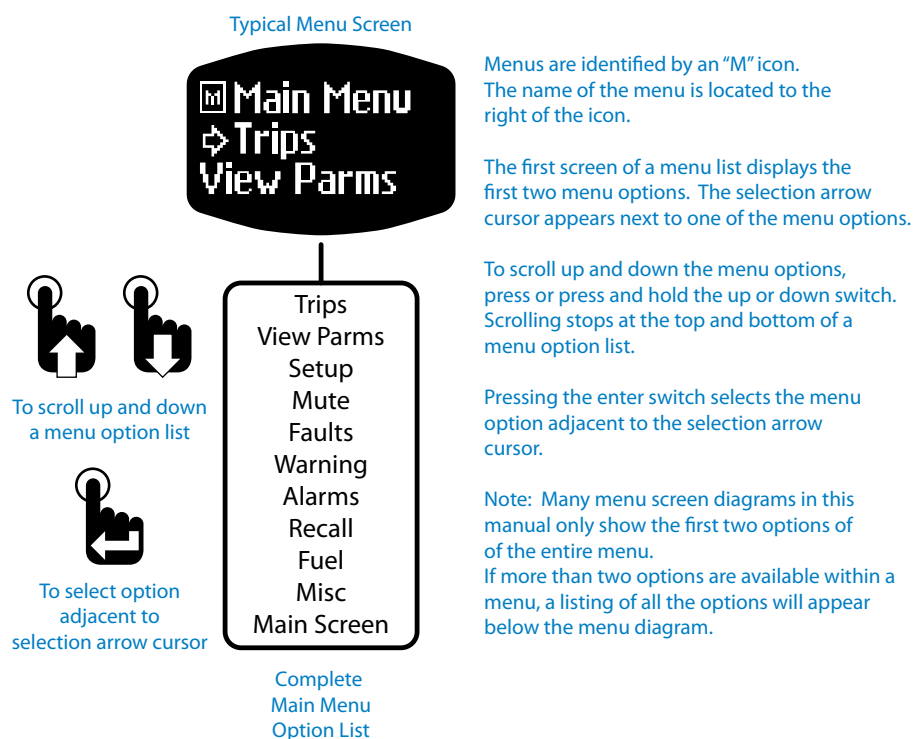 Typical Menu Screen
M Main Menu
Trips
View Parms
Menus are identified by an “M” icon.
The name of the menu is located to the
right of the icon.
The first screen of a menu list displays the
first two menu options. The selection arrow
cursor appears next to one of the menu options.
To scroll up and down the menu options,
press or press and hold the up or down switch.
Scrolling stops at the top and bottom of a
menu option list.
Pressing the enter switch selects the menu
option adjacent to the selection arrow
cursor.
Note: Many menu screen diagrams in this
manual only show the first two options of
of the entire menu.
If more than two options are available within a
menu, a listing of all the options will appear
below the menu diagram.
To scroll up and down
a menu option list
To select option
adjacent to
selection arrow cursor
Trips
View Parms
Setup
Mute
Faults
Warning
Alarms
Recall
Fuel
Misc
Main Screen
Complete
Main Menu
Option List